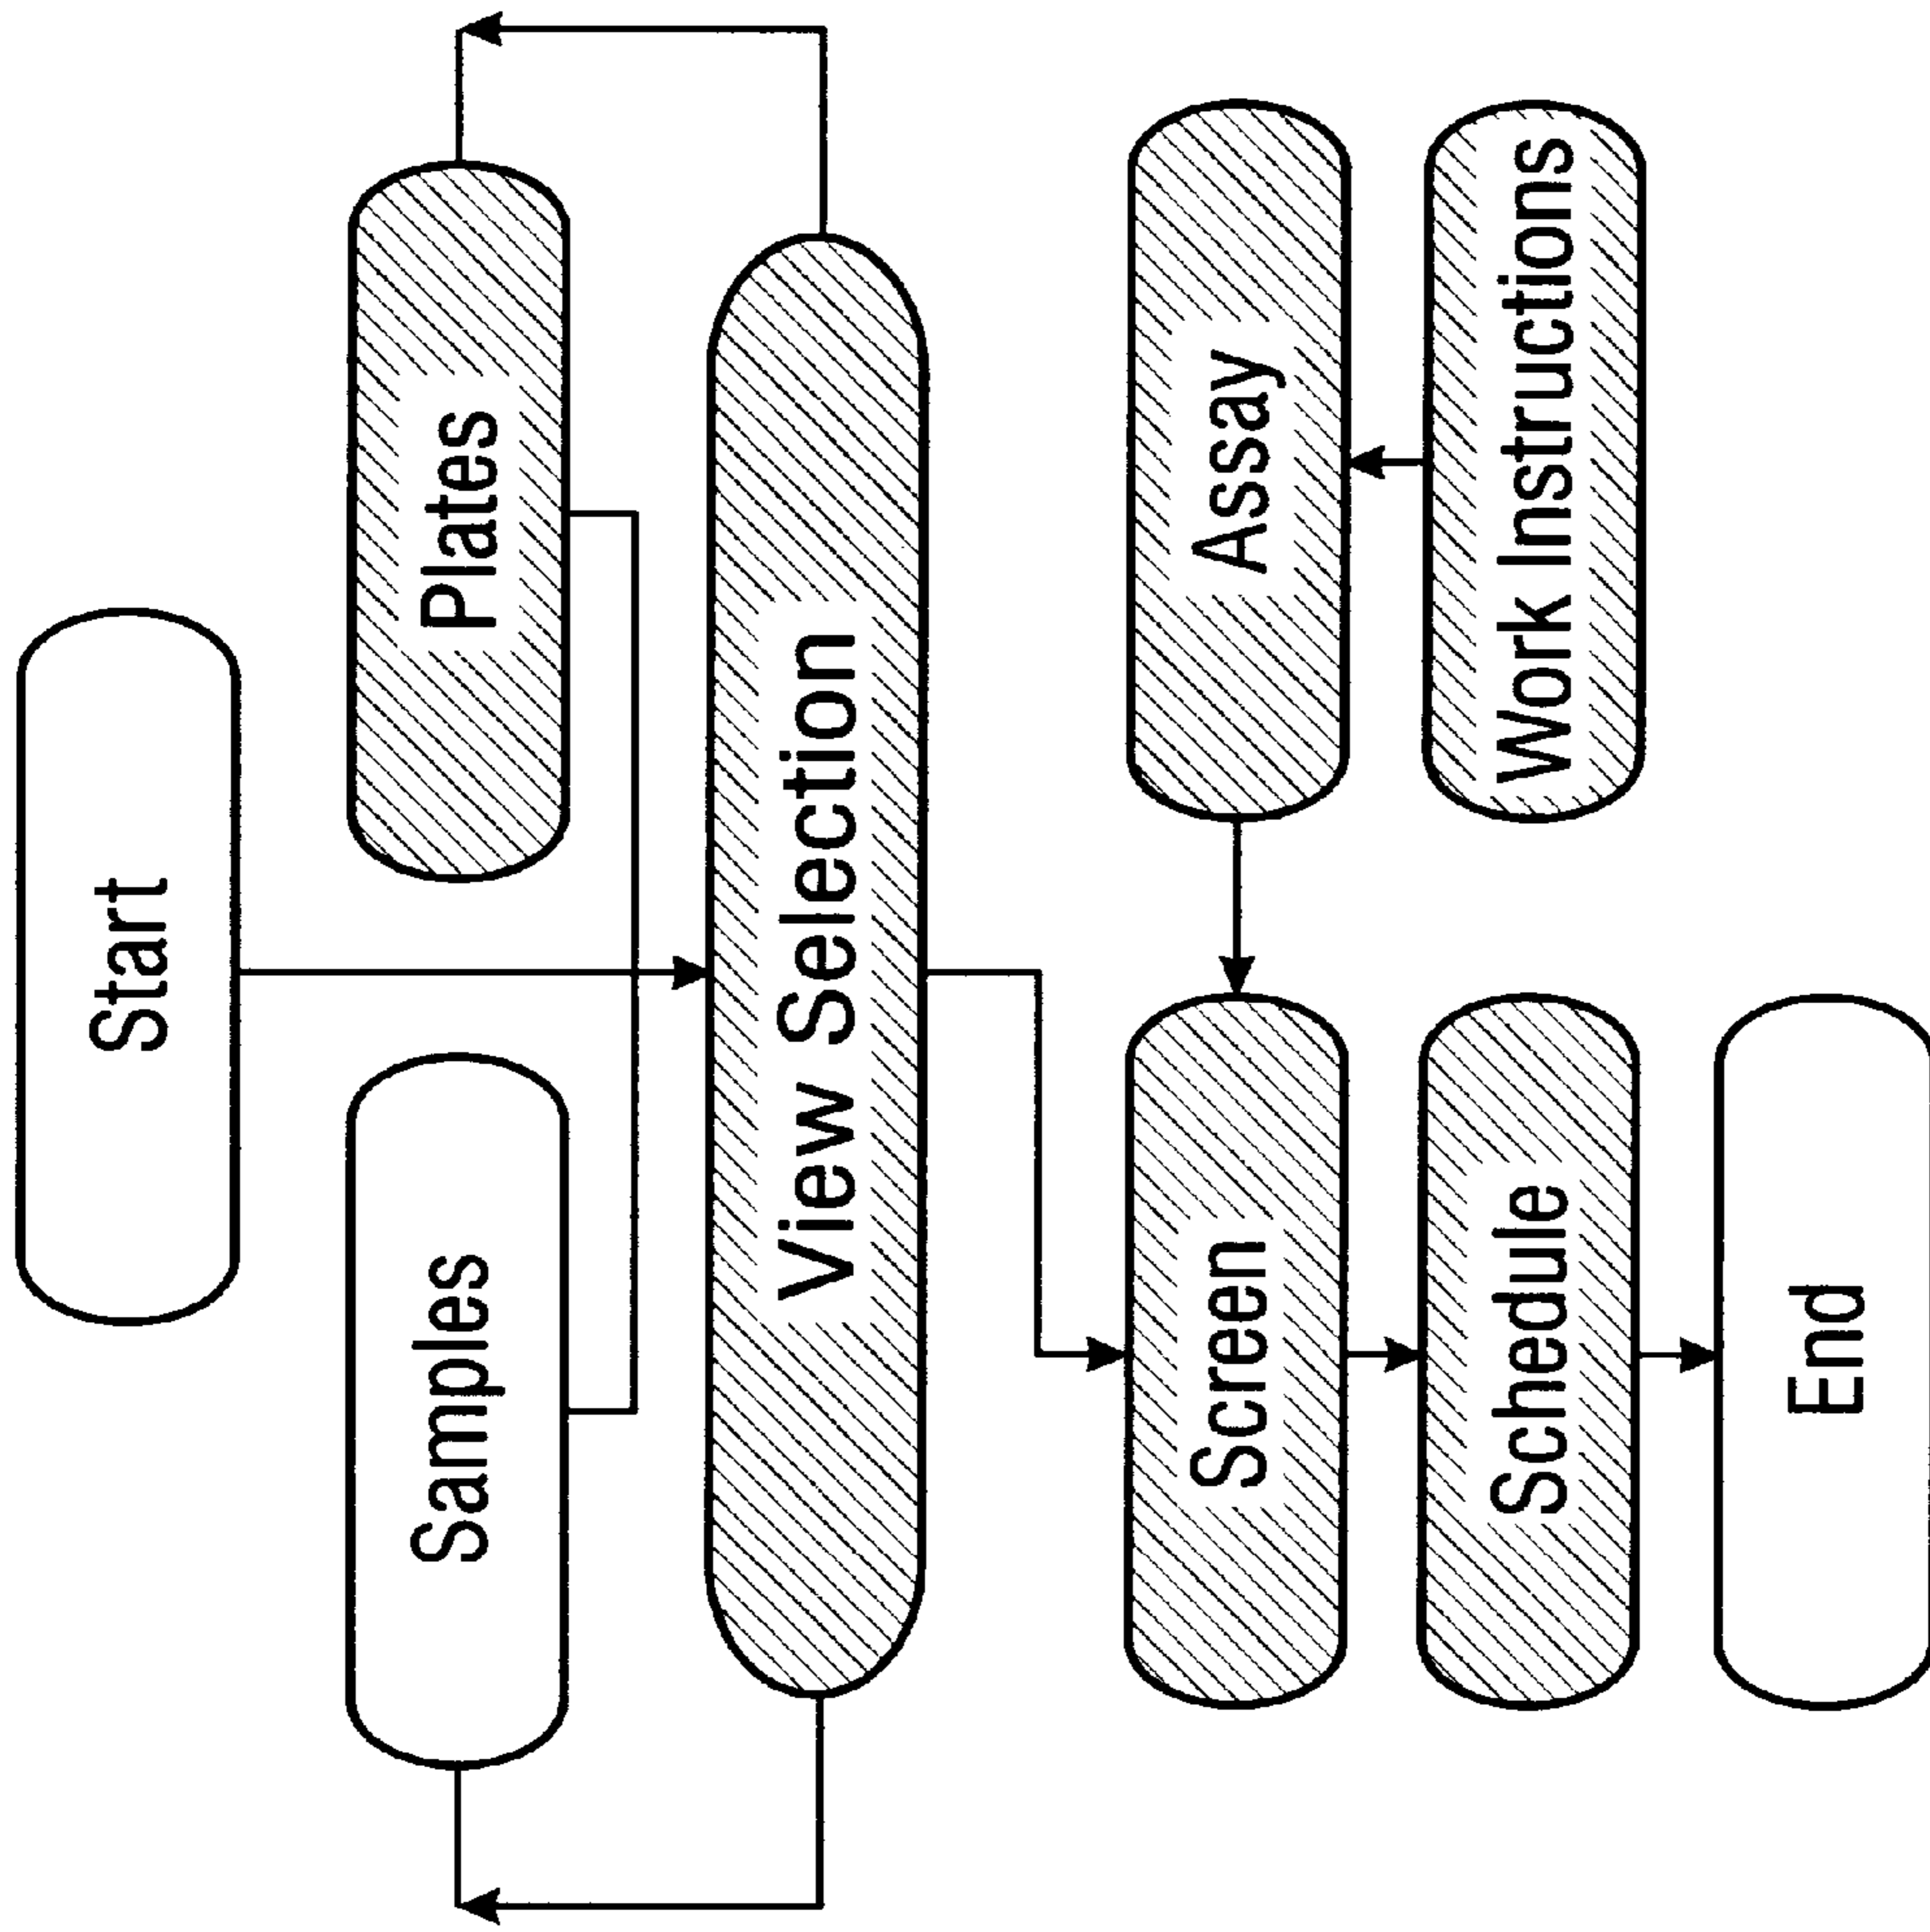 Start
Samples
Plates
View Selection
Screen
Assay
Schedule
Work Instructions
End